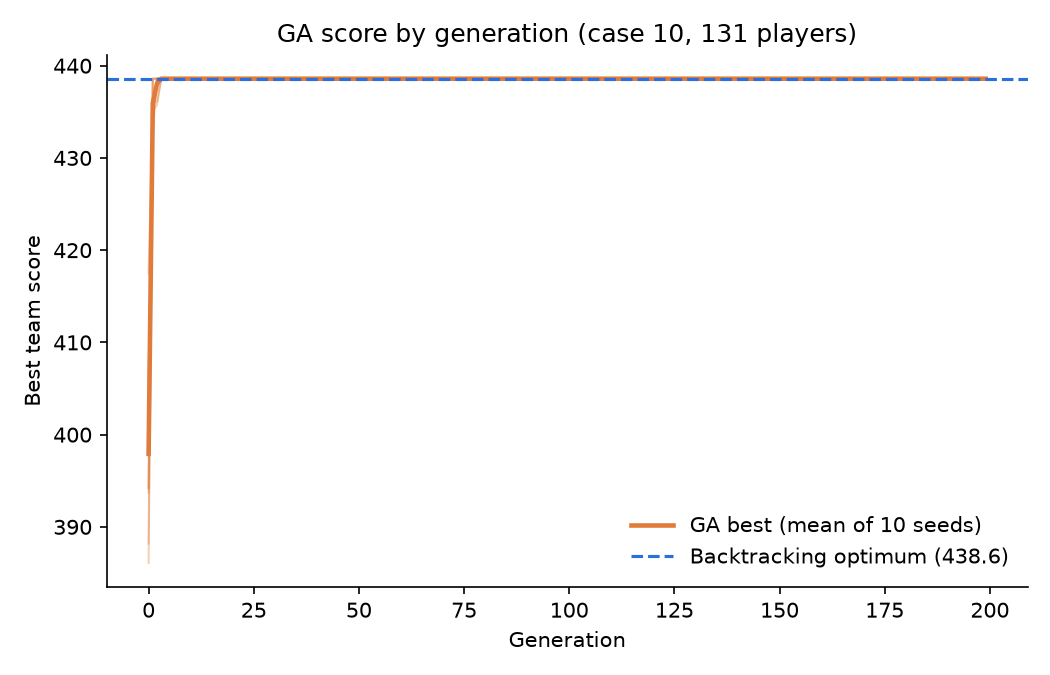 GA score by generation (case 10, 131 players)
440
430
420
410
400
390
Best team score
GA best (mean of 10 seeds)
Backtracking optimum (438.6)
0 25 50 75 100 125 150 175 200
Generation